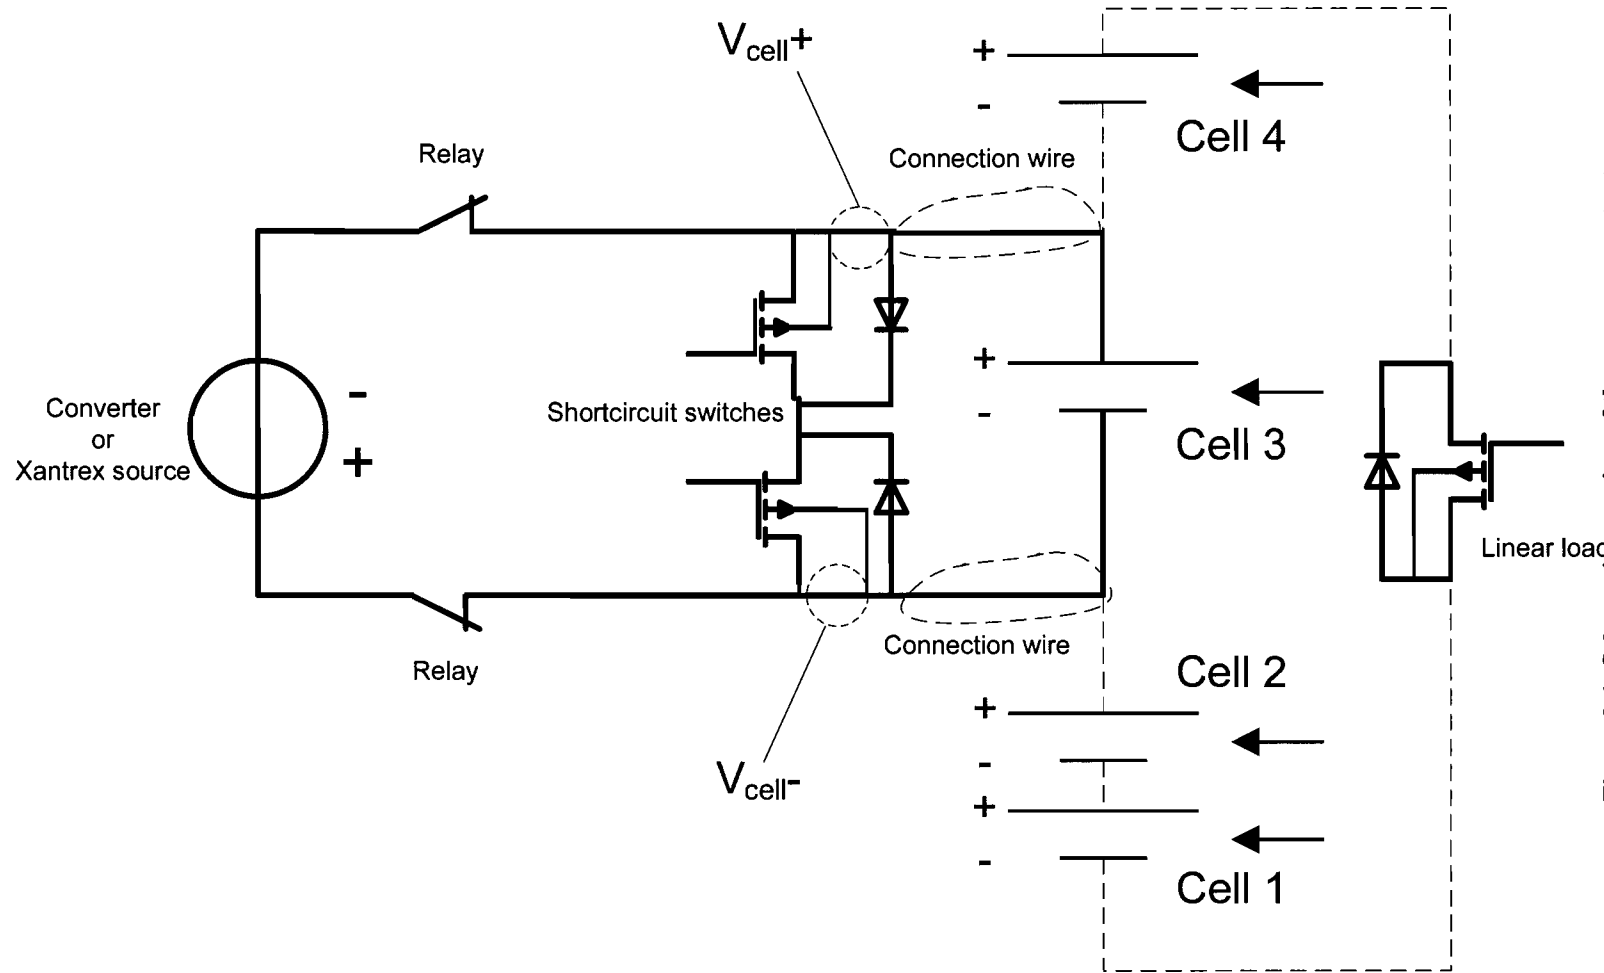 Vcell+
+
-
Cell 4
Relay
Connection wire
Converter
or
Xantrex source
-
+
Shortcircuit switches
+
-
Cell 3
Linear
Relay
Connection wire
Cell 2
Vcell-
+
-
+
-
Cell 1